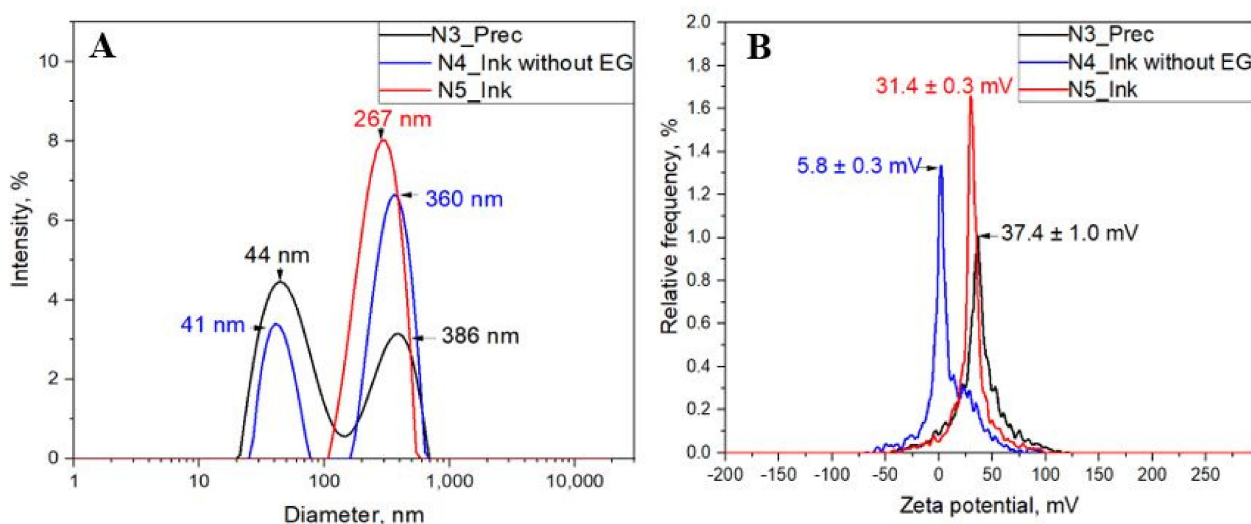 A
N3_Prec
N4_Ink without EG
N5_Ink
267 nm
360 nm
44 nm
41 nm
386 nm
Intensity, %
10
8
6
4
2
0
1
10
100
1,000
10,000
Diameter, nm
B
N3_Prec
N4_Ink without EG
N5_Ink
31.4 ± 0.3 mV
5.8 ± 0.3 mV
37.4 ± 1.0 mV
Relative frequency, %
2.0
1.8
1.6
1.4
1.2
1.0
0.8
0.6
0.4
0.2
0.0
-200
-150
-100
-50
0
50
100
150
200
250
Zeta potential, mV